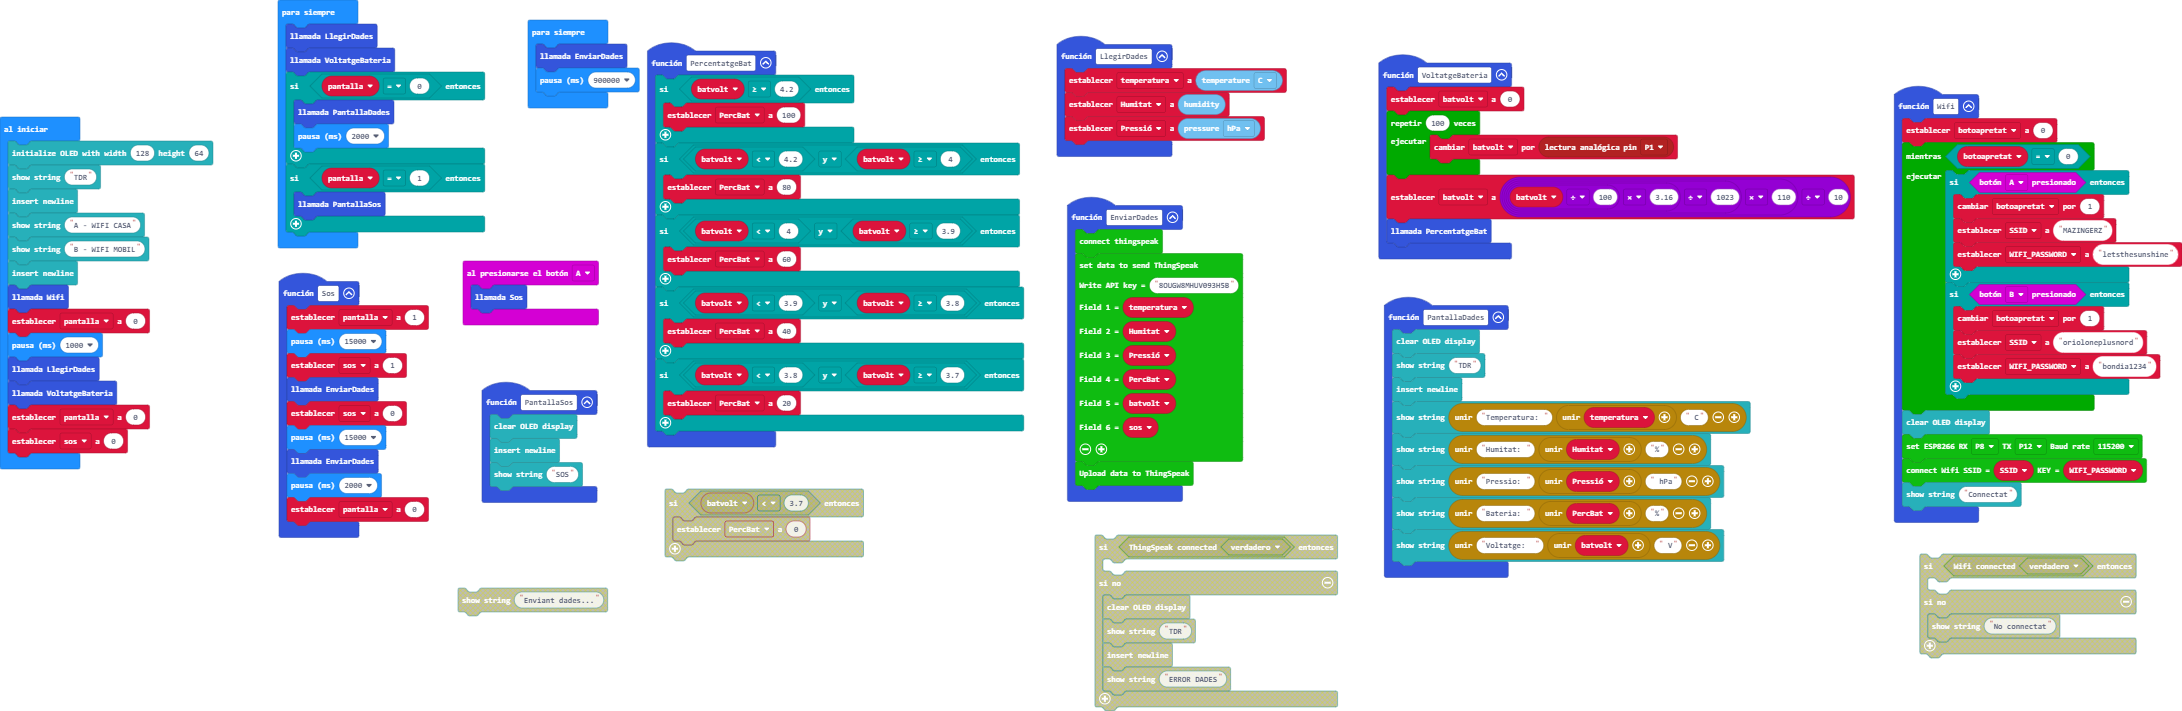 al iniciar
initialize OLED with width 128 height 64
show string "TDR"
insert newline
show string "A - WIFI CASA"
show string "B - WIFI MOBIL"
insert newline
llamada Wifi
establecer pantalla a 0
pausa (ms) 1000
llamada LlegirDades
llamada VoltatgeBateria
establecer pantalla a 0
establecer sos a 0
para siempre
llamada LlegirDades
llamada VoltatgeBateria
si pantalla = 0 entonces
llamada PantallaDades
pausa (ms) 2000
si pantalla = 1 entonces
llamada PantallaSos
función Sos
establecer pantalla a 1
pausa (ms) 15000
establecer sos a 1
llamada EnviarDades
establecer sos a 0
pausa (ms) 15000
llamada EnviarDades
pausa (ms) 2000
establecer pantalla a 0
para siempre
llamada EnviarDades
pausa (ms) 900000
al presionarse el botón A
llamada Sos
función PantallaSos
clear OLED display
insert newline
show string "SOS"
show string "Enviant dades..."
función PercentatgeBat
si batvolt ≥ 4.2 entonces
establecer PercBat a 100
si batvolt < 4.2 y batvolt ≥ 4 entonces
establecer PercBat a 80
si batvolt < 4 y batvolt ≥ 3.9 entonces
establecer PercBat a 60
si batvolt < 3.9 y batvolt ≥ 3.8 entonces
establecer PercBat a 40
si batvolt < 3.8 y batvolt ≥ 3.7 entonces
establecer PercBat a 20
si batvolt < 3.7 entonces
establecer PercBat a 0
función LlegirDades
establecer temperatura a temperature C
establecer Humitat a humidity
establecer Pressió a pressure hPa
función EnviarDades
connect thingspeak
set data to send ThingSpeak
Write API key = "8OUGW8MHUV093HSB"
Field 1 = temperatura
Field 2 = Humitat
Field 3 = Pressió
Field 4 = PercBat
Field 5 = batvolt
Field 6 = sos
Upload data to ThingSpeak
si ThingSpeak connected verdadero entonces
si no
clear OLED display
show string "TDR"
insert newline
show string "ERROR DADES"
función VoltatgeBateria
establecer batvolt a 0
repetir 100 veces
ejecutar cambiar batvolt por lectura analógica pin P1
establecer batvolt a batvolt ÷ 100 × 3.16 ÷ 1023 × 110 ÷ 10
llamada PercentatgeBat
función PantallaDades
clear OLED display
show string "TDR"
insert newline
show string unir "Temperatura: " unir temperatura " C"
show string unir "Humitat: " unir Humitat "%"
show string unir "Pressio: " unir Pressió " hPa"
show string unir "Bateria: " unir PercBat "%"
show string unir "Voltatge: " unir batvolt " V"
función Wifi
establecer botoapretat a 0
mientras botoapretat = 0
ejecutar si botón A presionado entonces
cambiar botoapretat por 1
establecer SSID a "MAZINGERZ"
establecer WIFI_PASSWORD a "letsthesunshine"
si botón B presionado entonces
cambiar botoapretat por 1
establecer SSID a "orioloneplusnord"
establecer WIFI_PASSWORD a "bondia1234"
clear OLED display
set ESP8266 RX P8 TX P12 Baud rate 115200
connect Wifi SSID = SSID KEY = WIFI_PASSWORD
show string "Connectat"
si Wifi connected verdadero entonces
si no
show string "No connectat"